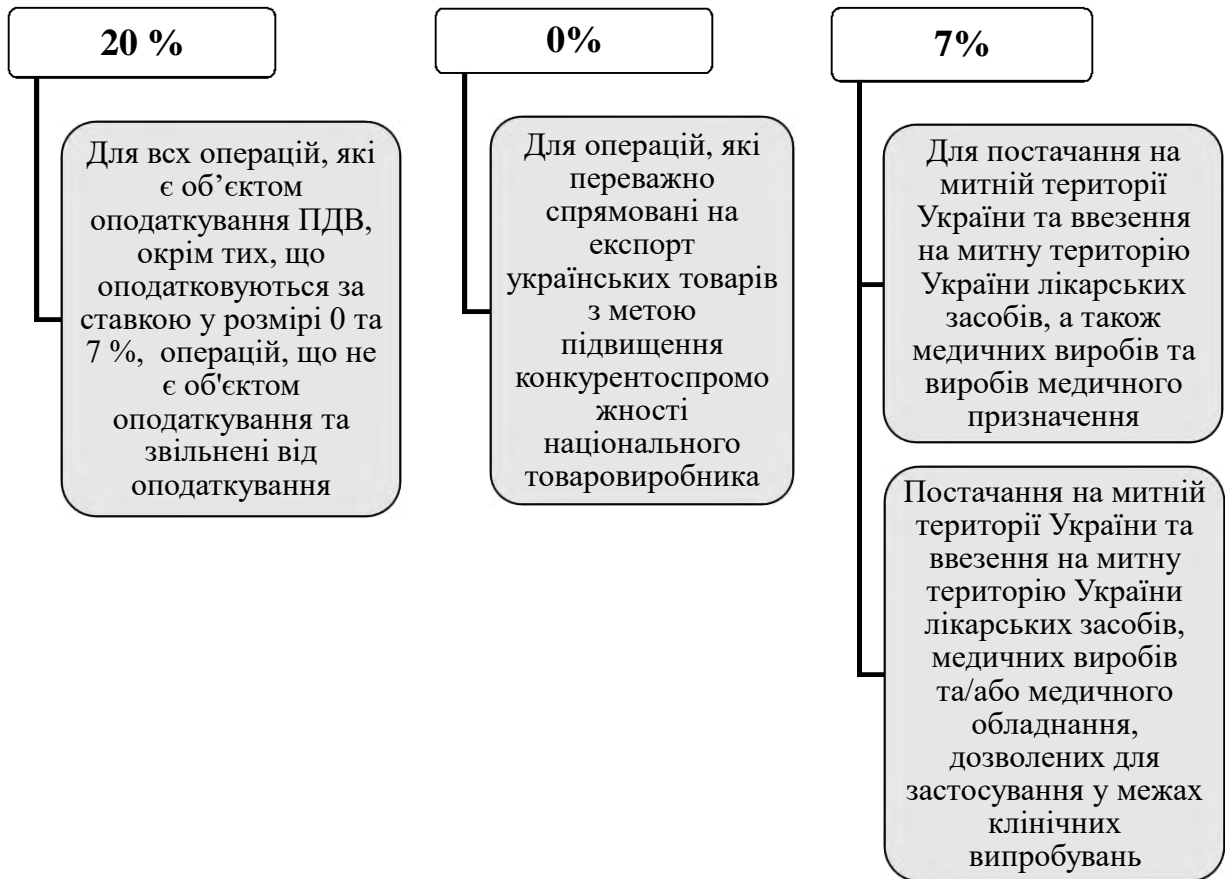 20 %
Для всх операцій, які
є об’єктом
оподаткування ПДВ,
окрім тих, що
оподатковуються за
ставкою у розмірі 0 та
7 %, операцій, що не
є об'єктом
оподаткування та
звільнені від
оподаткування
0%
Для операцій, які
переважно
спрямовані на
експорт
українських товарів
з метою
підвищення
конкурентоспромо
жності
національного
товаровиробника
7%
Для постачання на
митній території
України та ввезення
на митну територію
України лікарських
засобів, а також
медичних виробів та
виробів медичного
призначення
Постачання на митній
території України та
ввезення на митну
територію України
лікарських засобів,
медичних виробів
та/або медичного
обладнання,
дозволених для
застосування у межах
клінічних
випробувань